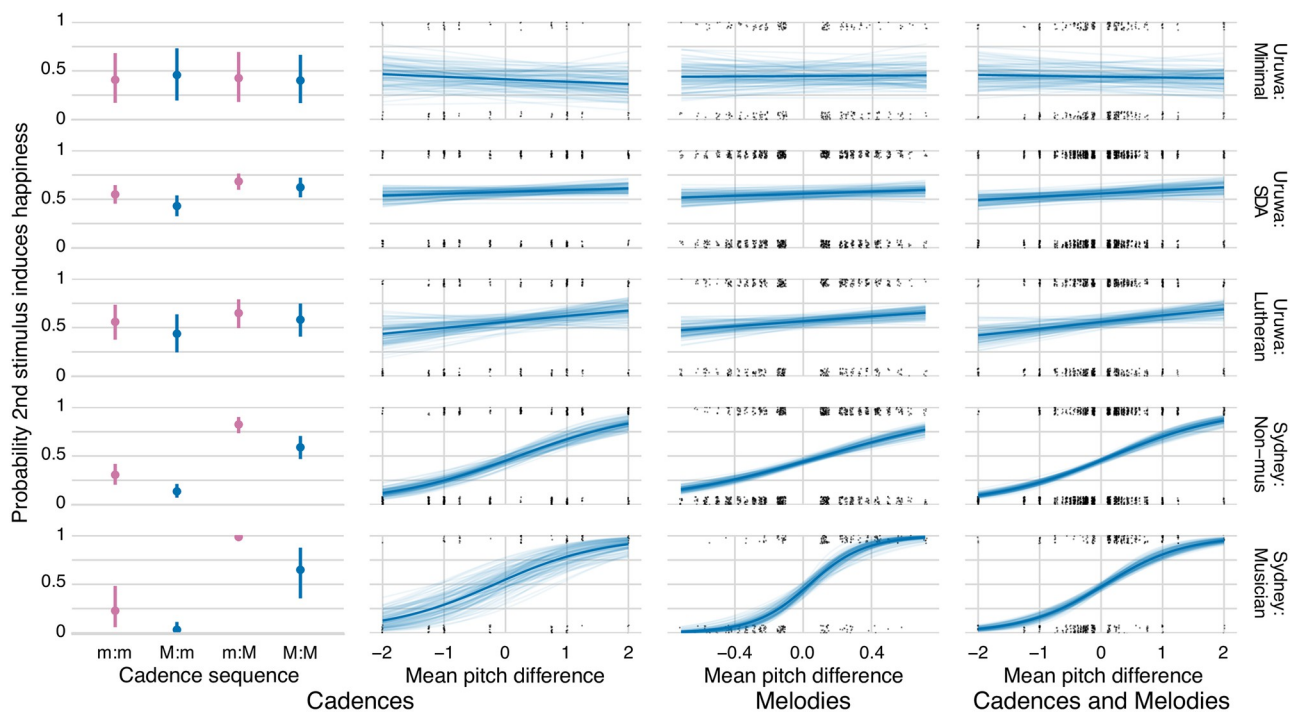 Probability 2nd stimulus induces happiness
1
0.5
0
Uruwa:
Minimal
1
0.5
0
Uruwa:
SDA
1
0.5
0
Uruwa:
Lutheran
1
0.5
0
Sydney:
Non−mus
1
0.5
0
Sydney:
Musician
m:m M:m m:M M:M
−2 −1 0 1 2
−0.4 0.0 0.4
−2 −1 0 1 2
Cadence sequence
Mean pitch difference
Mean pitch difference
Mean pitch difference
Cadences
Melodies
Cadences and Melodies